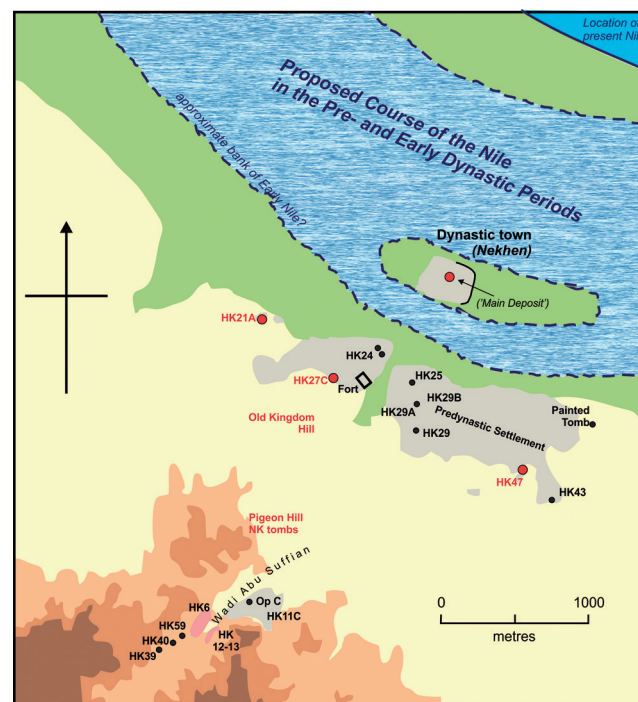 Location of
present Nil
Proposed Course of the Nile
in the Pre- and Early Dynastic Periods
approximate bank of Early Nile?
Dynastic town
(Nekhen)
('Main Deposit')
HK21A
HK24
HK27C
Fort
HK25
HK29B
HK29A
Predynastic Settlement
Painted
Tomb
HK29
Old Kingdom
Hill
HK47
HK43
Pigeon Hill
NK tombs
Wadi Abu Suffian
Op C
HK6
HK11C
HK59
HK
12-13
HK40
HK39
0 1000
metres